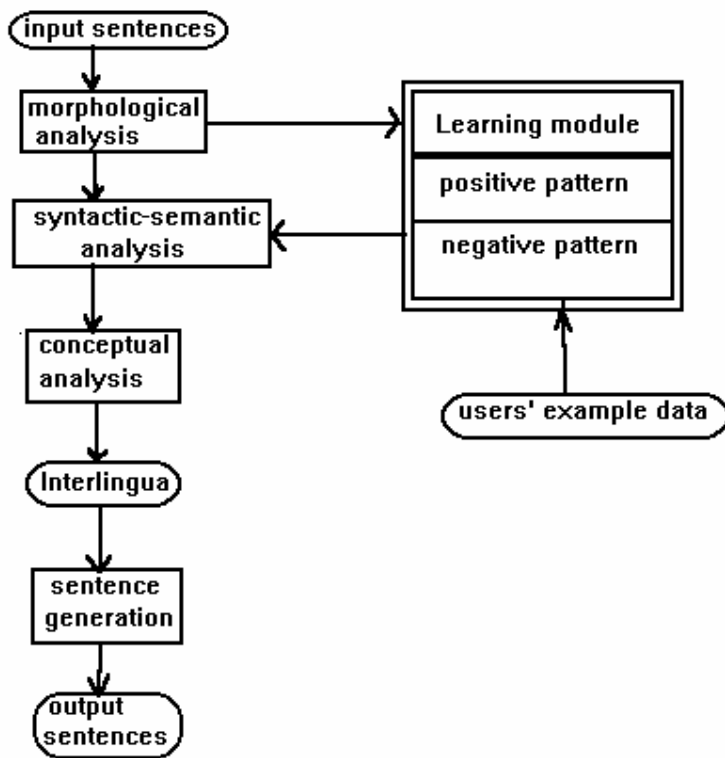 input sentences
morphological
analysis
Learning module
positive pattern
syntactic-semantic
analysis
negative pattern
conceptual
analysis
users' example data
Interlingua
sentence
generation
output
sentences